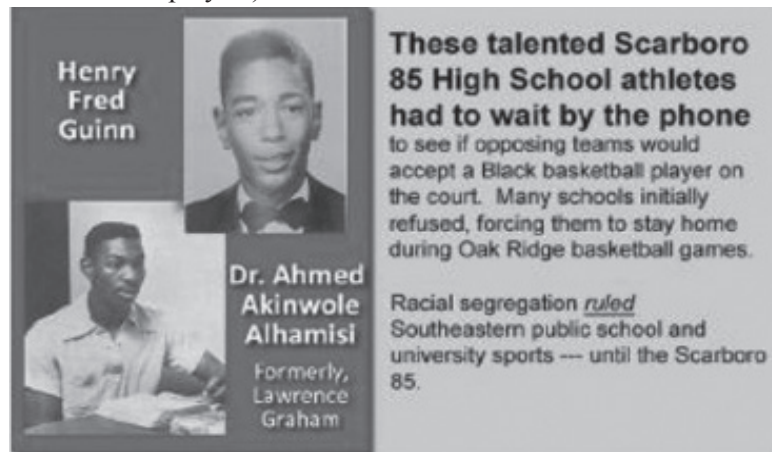 Henry
Fred
Guinn
Dr. Ahmed
Akinwole
Alhamisi
Formerly,
Lawrence
Graham
These talented Scarboro
85 High School athletes
had to wait by the phone
to see if opposing teams would
accept a Black basketball player on
the court. Many schools initially
refused, forcing them to stay home
during Oak Ridge basketball games.
Racial segregation ruled
Southeastern public school and
university sports --- until the Scarboro
85.